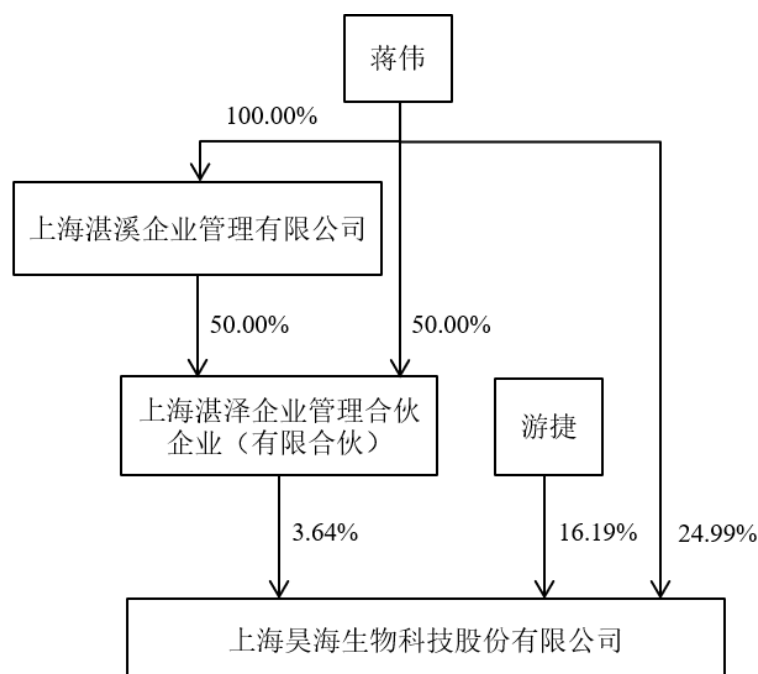 蒋伟
100.00%
上海湛溪企业管理有限公司
50.00%
50.00%
上海湛泽企业管理合伙
企业（有限合伙）
游捷
3.64%
16.19%
24.99%
上海昊海生物科技股份有限公司